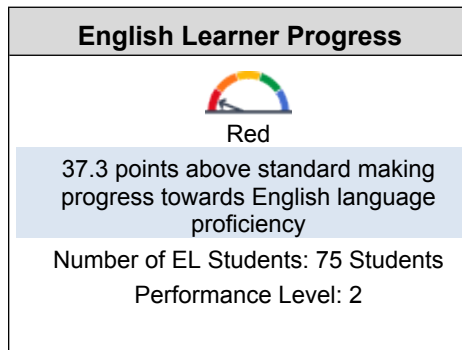 English Learner Progress
Red
37.3 points above standard making
progress towards English language
proficiency
Number of EL Students: 75 Students
Performance Level: 2